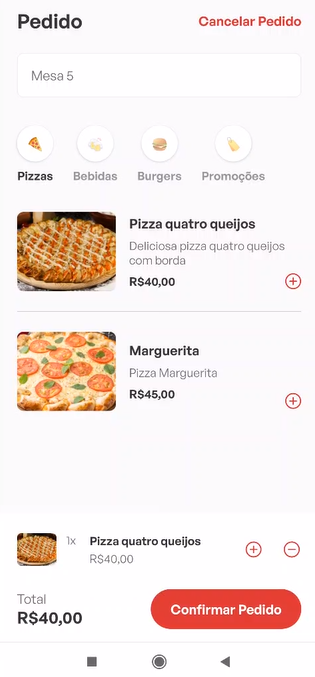 Pedido
Cancelar Pedido
Mesa 5
Pizzas
Bebidas
Burgers
Promoções
Pizza quatro queijos
Deliciosa pizza quatro queijos
com borda
R$40,00
Marguerita
Pizza Marguerita
R$45,00
1x
Pizza quatro queijos
R$40,00
Total
R$40,00
Confirmar Pedido